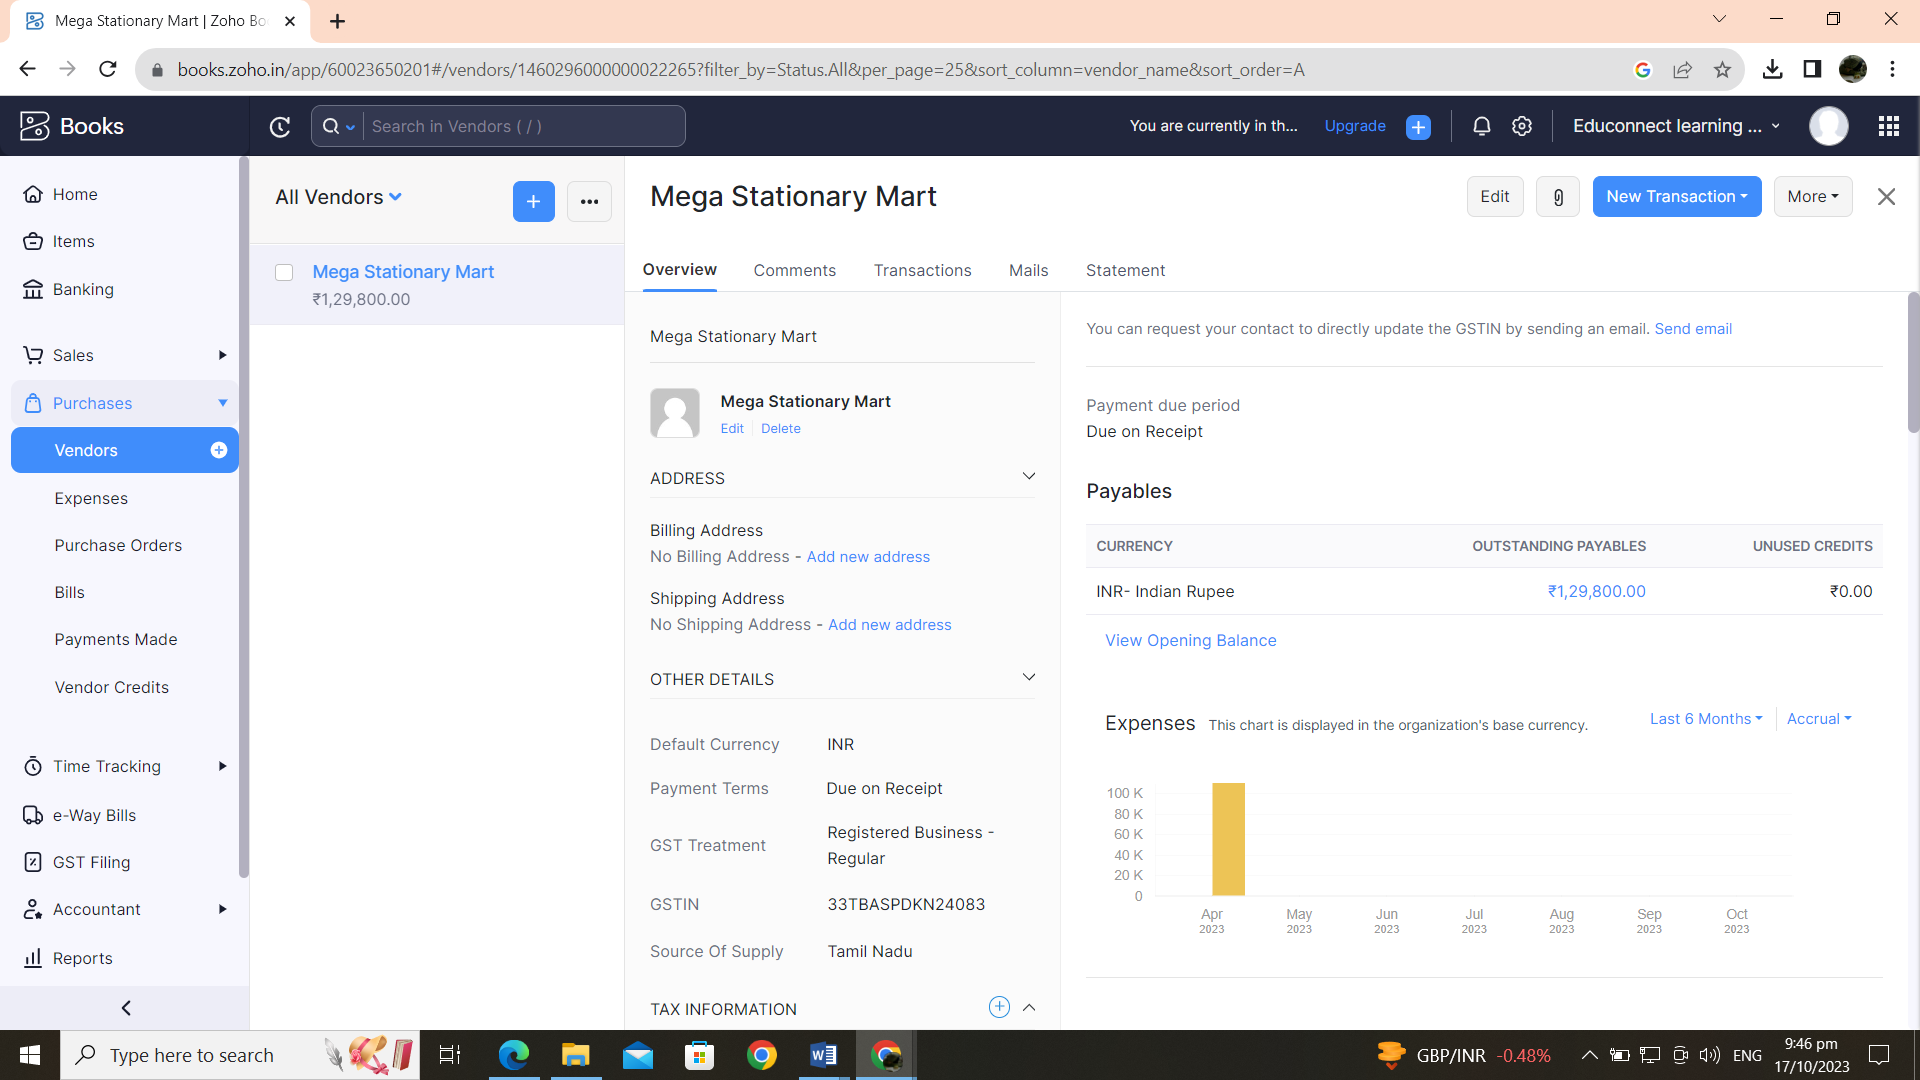 Mega Stationary Mart | Zoho Bo
books.zoho.in/app/60023650201#/vendors/1460296000000022265?filter_by=Status.All&per_page=25&sort_column=vendor_name&sort_order=A
Books
Search in Vendors ( / )
You are currently in th...
Upgrade
Educonnect learning ...
Home
Items
Banking
Sales
Purchases
Vendors
Expenses
Purchase Orders
Bills
Payments Made
Vendor Credits
Time Tracking
e-Way Bills
GST Filing
Accountant
Reports
All Vendors
Mega Stationary Mart
₹1,29,800.00
Mega Stationary Mart
Edit
New Transaction
More
Overview
Comments
Transactions
Mails
Statement
Mega Stationary Mart
Mega Stationary Mart
Edit
Delete
ADDRESS
Billing Address
No Billing Address - Add new address
Shipping Address
No Shipping Address - Add new address
OTHER DETAILS
Default Currency INR
Payment Terms Due on Receipt
GST Treatment Registered Business -
Regular
GSTIN 33TBASPDKN24083
Source Of Supply Tamil Nadu
TAX INFORMATION
You can request your contact to directly update the GSTIN by sending an email. Send email
Payment due period
Due on Receipt
Payables
CURRENCY OUTSTANDING PAYABLES UNUSED CREDITS
INR- Indian Rupee ₹1,29,800.00 ₹0.00
View Opening Balance
Expenses This chart is displayed in the organization's base currency. Last 6 Months Accrual
100 K
80 K
60 K
40 K
20 K
0
Apr May Jun Jul Aug Sep Oct
2023 2023 2023 2023 2023 2023 2023
Type here to search
GBP/INR -0.48%
ENG
9:46 pm
17/10/2023